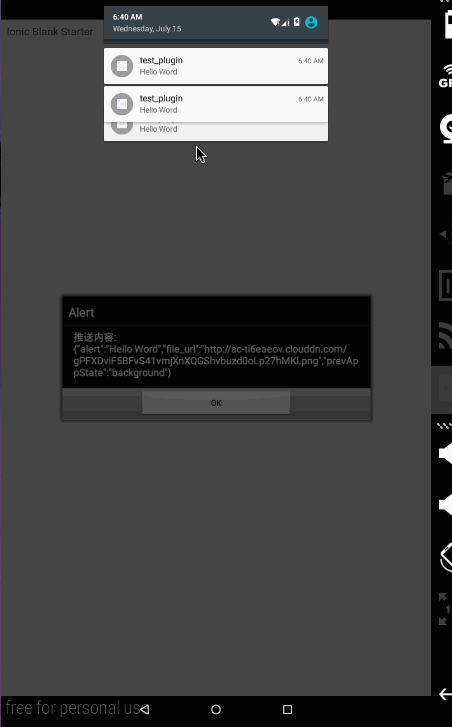 6:40 AM
Wednesday, July 15
Ionic Blank Starter
test_plugin 6:40 AM
Hello Word
test_plugin 6:40 AM
Hello Word
Hello Word
Alert
推送内容:
{"alert":"Hello Word","file_url":"http://ac-ti6eaeov.clouddn.com/
gPFXDviF5BFvS41vmjXnXQGShvbuzd0oLp27hMKl.png","prevAp
pState":"background"}
OK
free for personal us